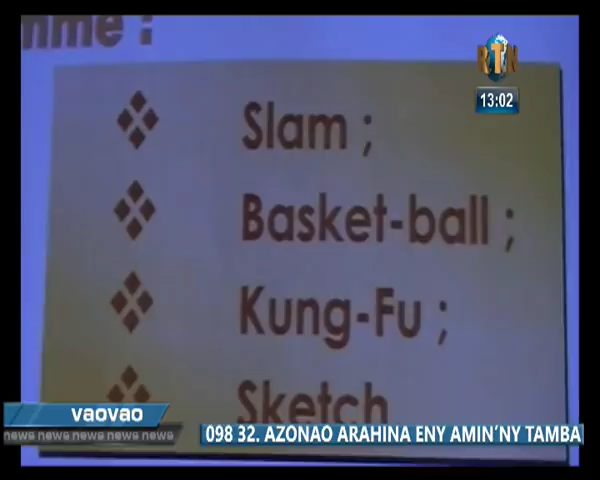 mme :
RTN
13:02
Slam ;
Basket-ball ;
Kung-Fu ;
Sketch
vaovao
news news news news news
098 32. AZONAO ARAHINA ENY AMIN'NY TAMBA